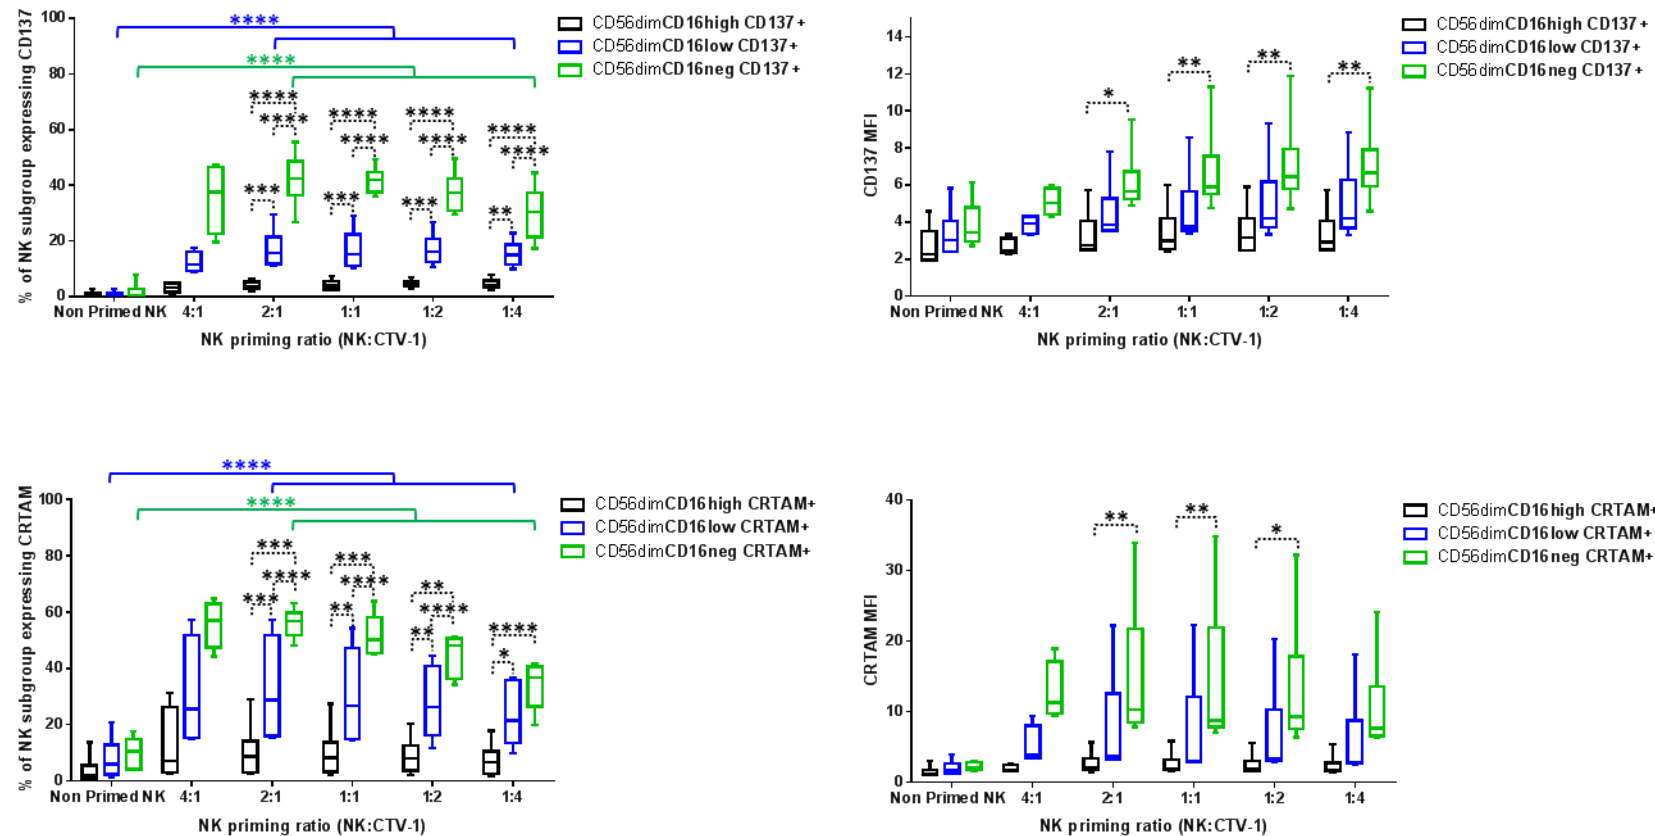 % of NK subgroup expressing CD137
100
80
60
40
20
0
****
****
****
****
***
****
****
***
****
****
***
****
****
**
Non Primed NK 4:1 2:1 1:1 1:2 1:4
NK priming ratio (NK:CTV-1)
CD56dimCD16high CD137+
CD56dimCD16low CD137+
CD56dimCD16neg CD137+
CD137 MFI
14
12
10
8
6
4
2
0
*
**
**
**
Non Primed NK 4:1 2:1 1:1 1:2 1:4
NK priming ratio (NK:CTV-1)
CD56dimCD16high CD137+
CD56dimCD16low CD137+
CD56dimCD16neg CD137+
% of NK subgroup expressing CRTAM
100
80
60
40
20
0
****
****
***
****
***
***
****
**
**
****
**
****
*
Non Primed NK 4:1 2:1 1:1 1:2 1:4
NK priming ratio (NK:CTV-1)
CD56dimCD16high CRTAM+
CD56dimCD16low CRTAM+
CD56dimCD16neg CRTAM+
CRTAM MFI
40
30
20
10
0
**
**
*
Non Primed NK 4:1 2:1 1:1 1:2 1:4
NK priming ratio (NK:CTV-1)
CD56dimCD16high CRTAM+
CD56dimCD16low CRTAM+
CD56dimCD16neg CRTAM+